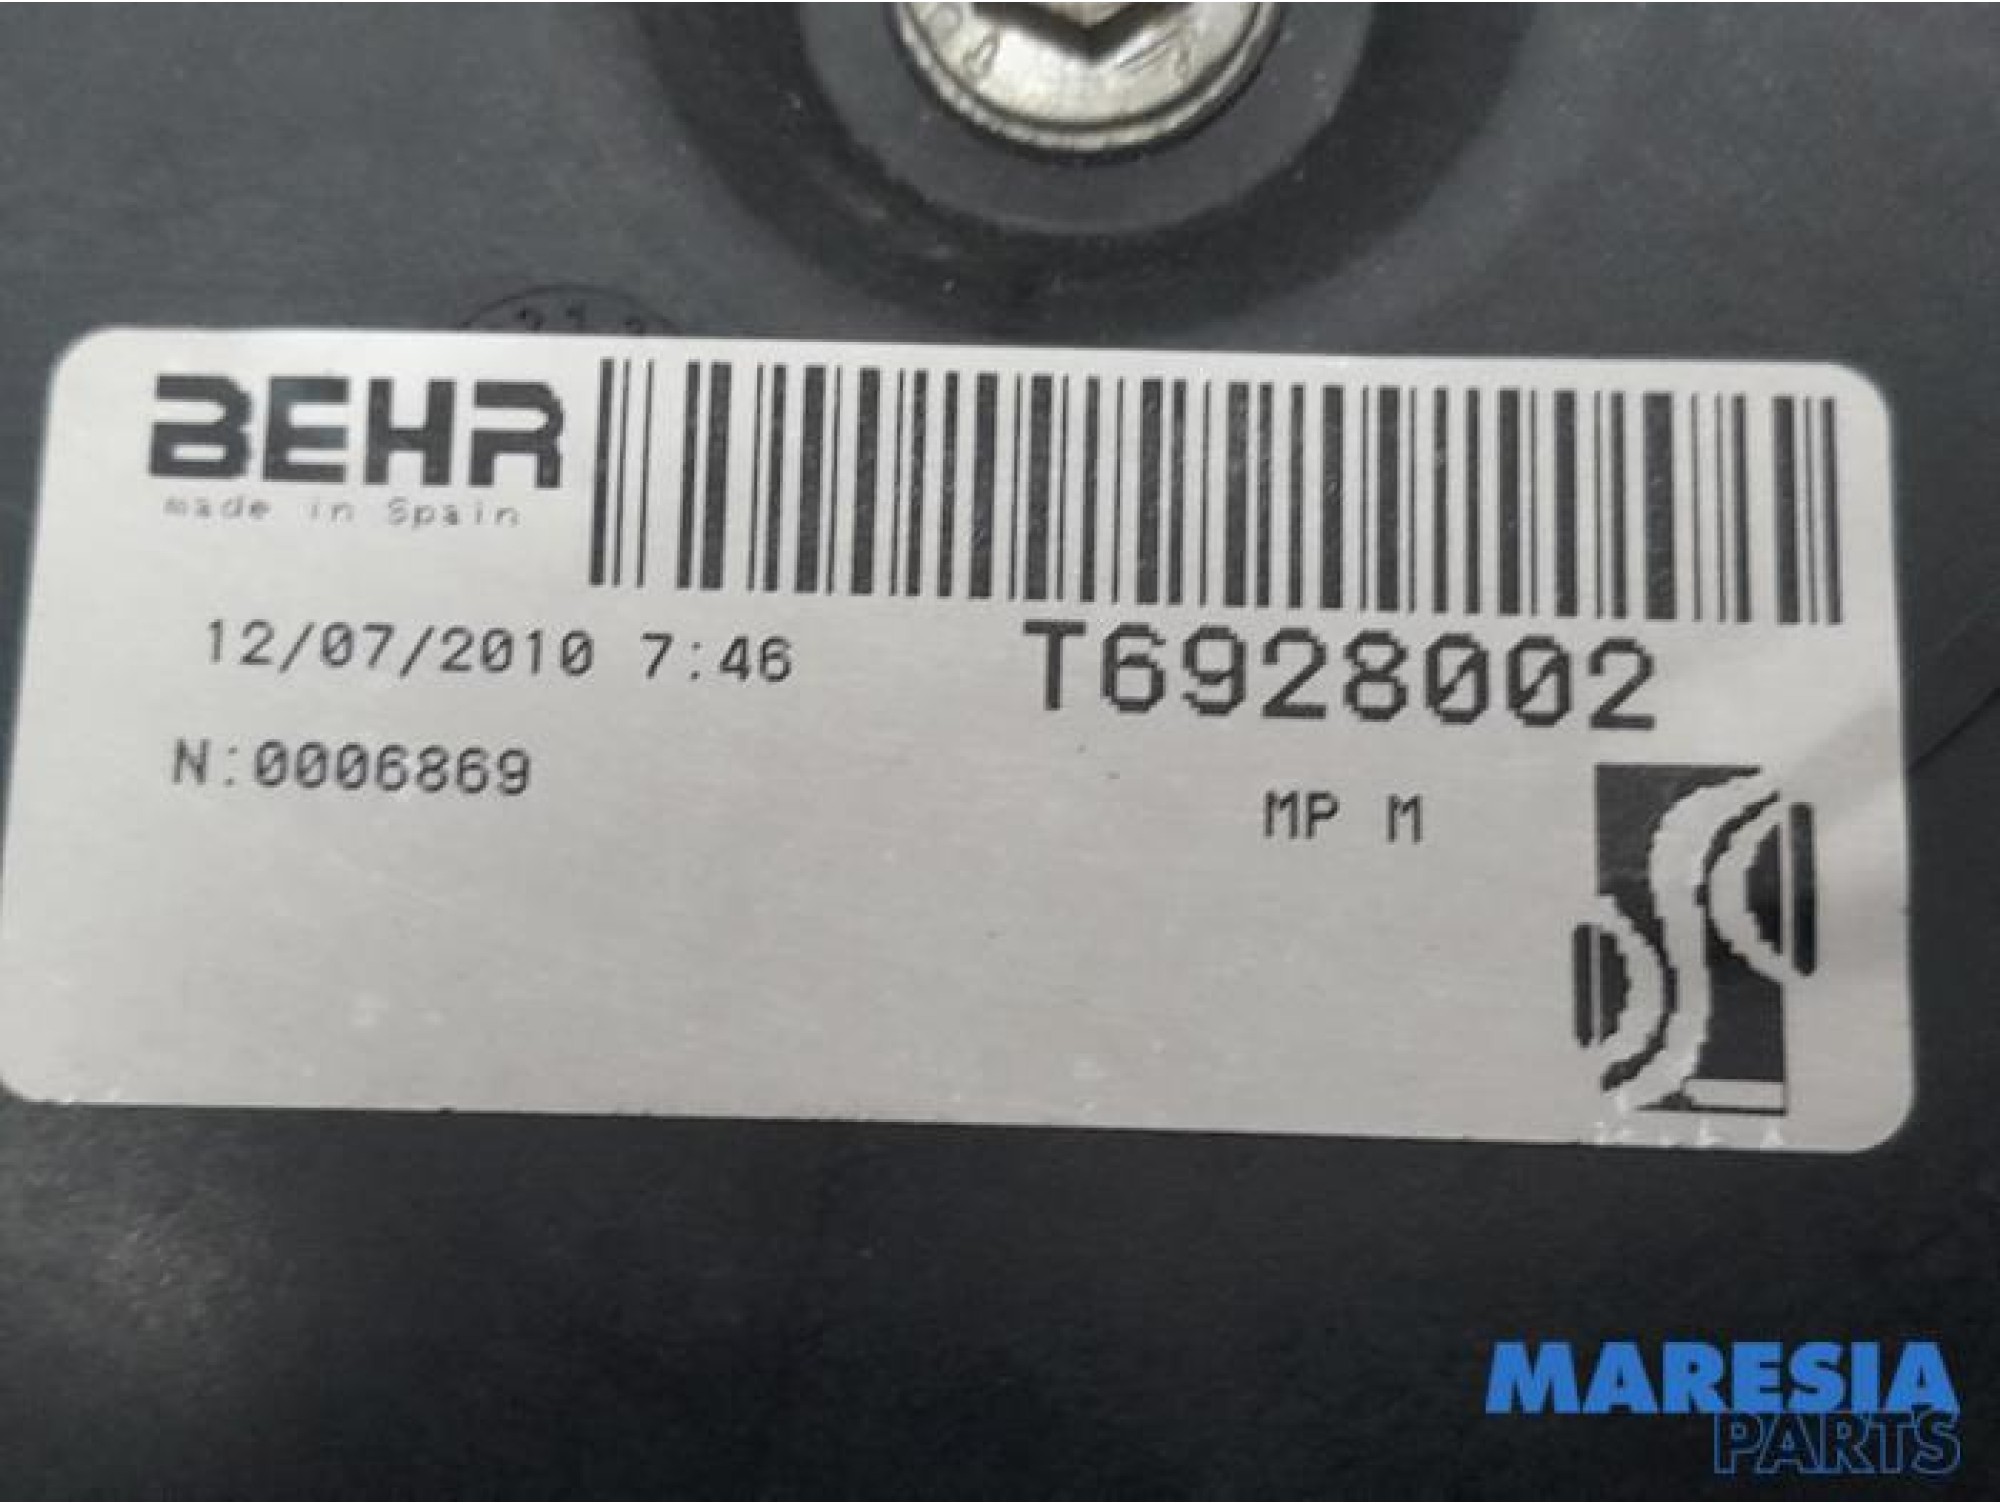 BEHR
made in Spain
12/07/2010 7:46
T6928002
N:0006869
MP M
MARESIA
PARTS